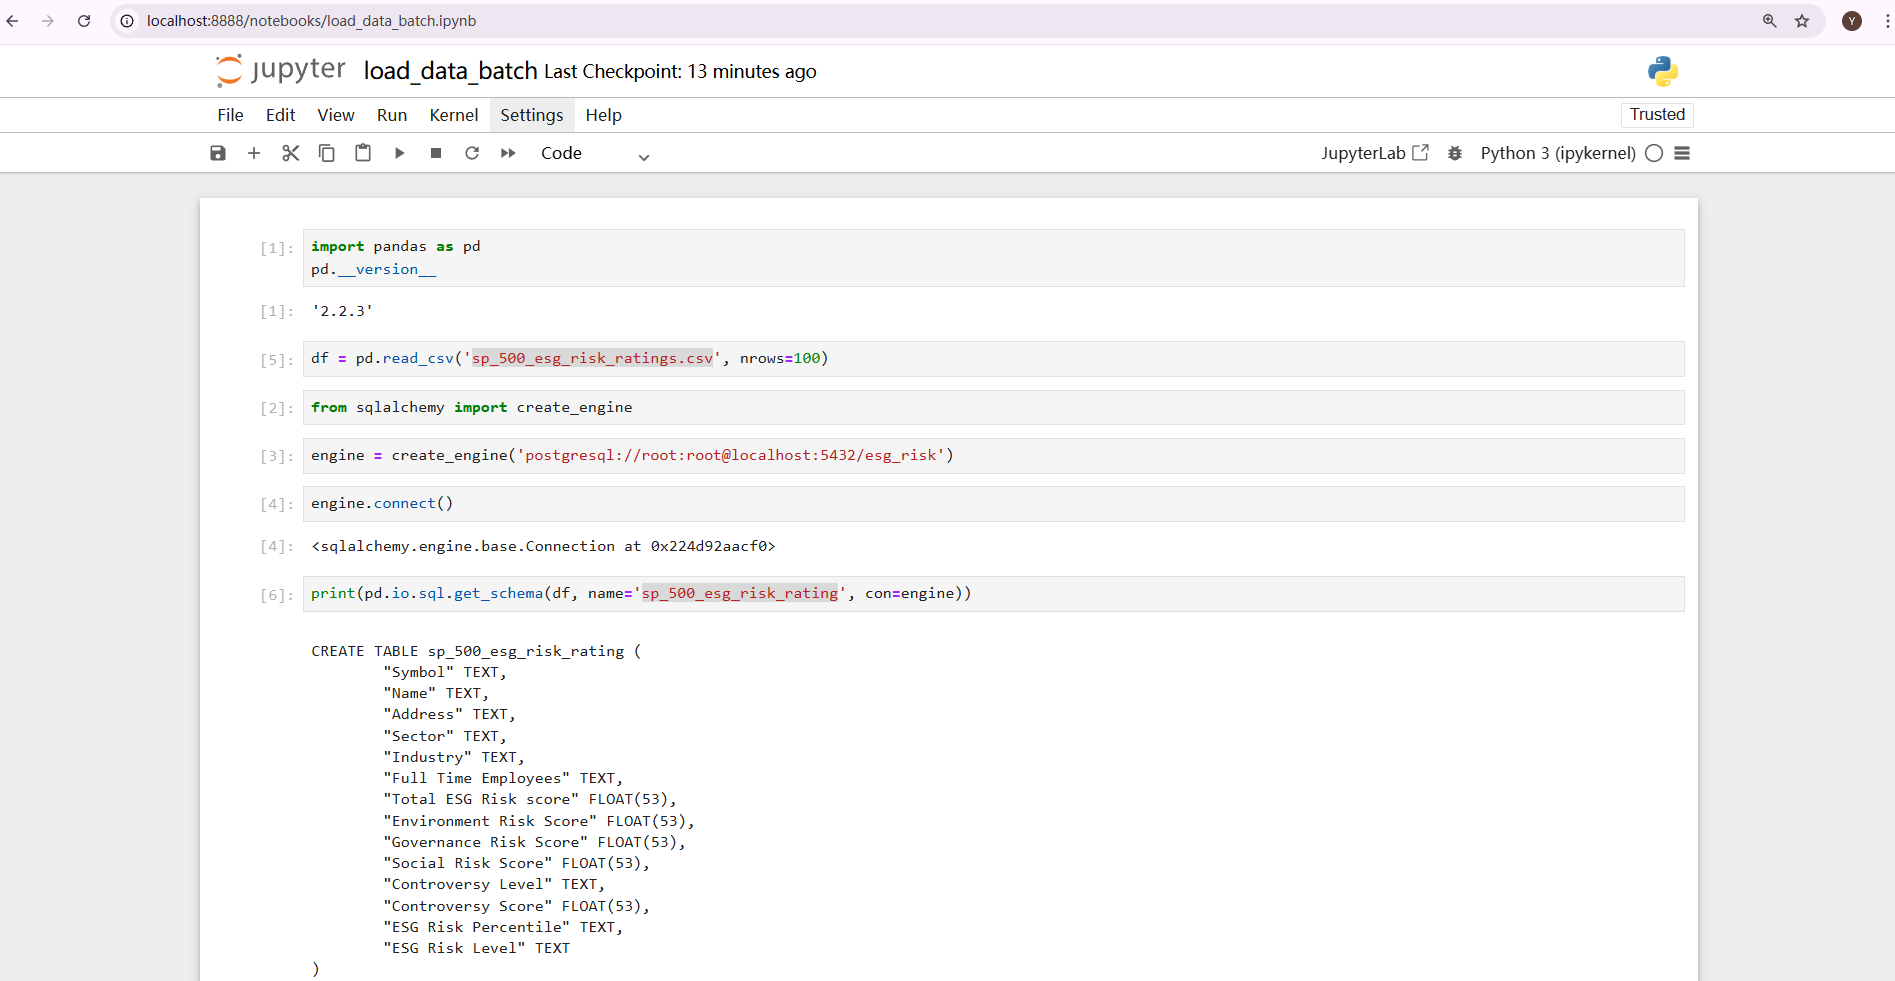 localhost:8888/notebooks/load_data_batch.ipynb
Y
jupyter load_data_batch Last Checkpoint: 13 minutes ago
File Edit View Run Kernel Settings Help
Trusted
Code
JupyterLab
Python 3 (ipykernel)
[1]: import pandas as pd
pd.__version__
[1]: '2.2.3'
[5]: df = pd.read_csv('sp_500_esg_risk_ratings.csv', nrows=100)
[2]: from sqlalchemy import create_engine
[3]: engine = create_engine('postgresql://root:root@localhost:5432/esg_risk')
[4]: engine.connect()
[4]: <sqlalchemy.engine.base.Connection at 0x224d92aacf0>
[6]: print(pd.io.sql.get_schema(df, name='sp_500_esg_risk_rating', con=engine))
CREATE TABLE sp_500_esg_risk_rating (
"Symbol" TEXT,
"Name" TEXT,
"Address" TEXT,
"Sector" TEXT,
"Industry" TEXT,
"Full Time Employees" TEXT,
"Total ESG Risk score" FLOAT(53),
"Environment Risk Score" FLOAT(53),
"Governance Risk Score" FLOAT(53),
"Social Risk Score" FLOAT(53),
"Controversy Level" TEXT,
"Controversy Score" FLOAT(53),
"ESG Risk Percentile" TEXT,
"ESG Risk Level" TEXT
)